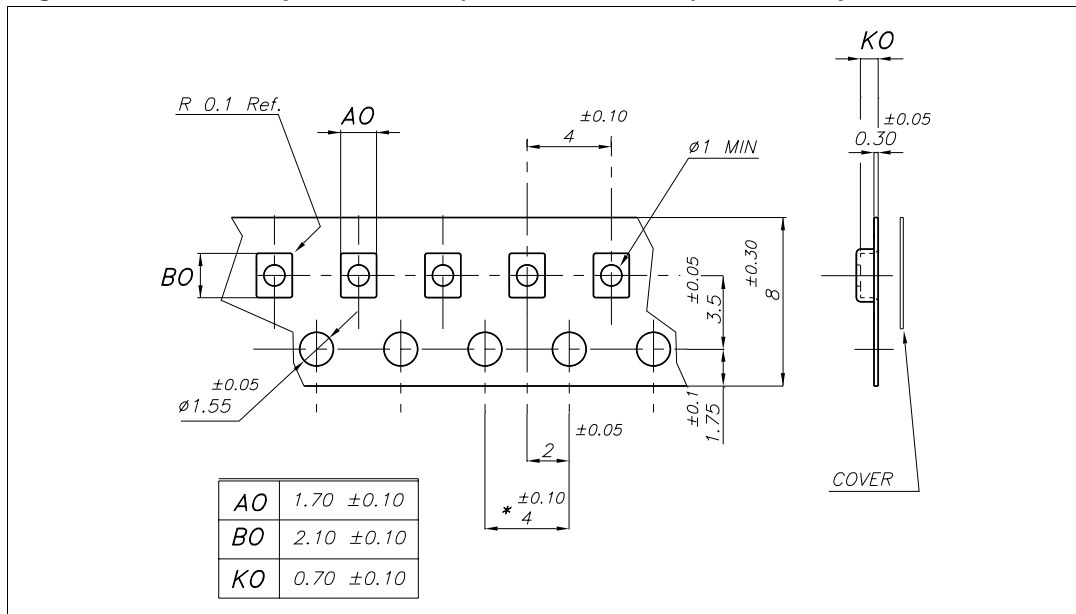 KO
R 0.1 Ref.
AO
±0.10
4
ø1 MIN
±0.05
0.30
BO
±0.05
3.5
±0.30
8
±0.05
ø1.55
±0.1
1.75
±0.05
2
±0.10
* 4
COVER
AO 1.70 ±0.10
BO 2.10 ±0.10
KO 0.70 ±0.10